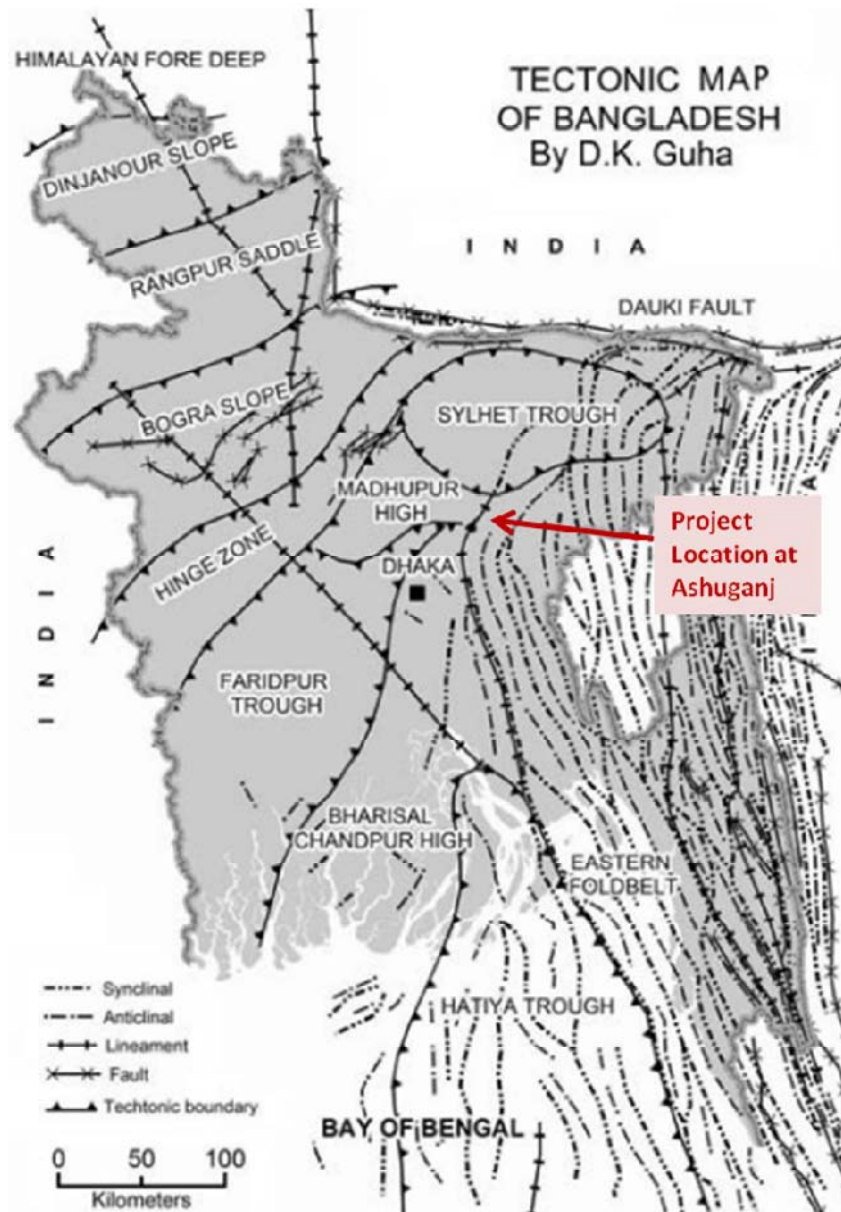 HIMALAYAN FORE DEEP
TECTONIC MAP
OF BANGLADESH
By D.K. Guha
DINJANOUR SLOPE
RANGPUR SADDLE
I N D I A
DAUKI FAULT
BOGRA SLOPE
SYLHET TROUGH
MADHUPUR
HIGH
Project
Location at
Ashuganj
HINGE ZONE
DHAKA
I N D I A
FARIDPUR
TROUGH
BHARISAL
CHANDPUR HIGH
EASTERN
FOLDBELT
HATIYA TROUGH
BAY OF BENGAL
Synclinal
Anticlinal
Lineament
Fault
Techtonic boundary
0 50 100
Kilometers